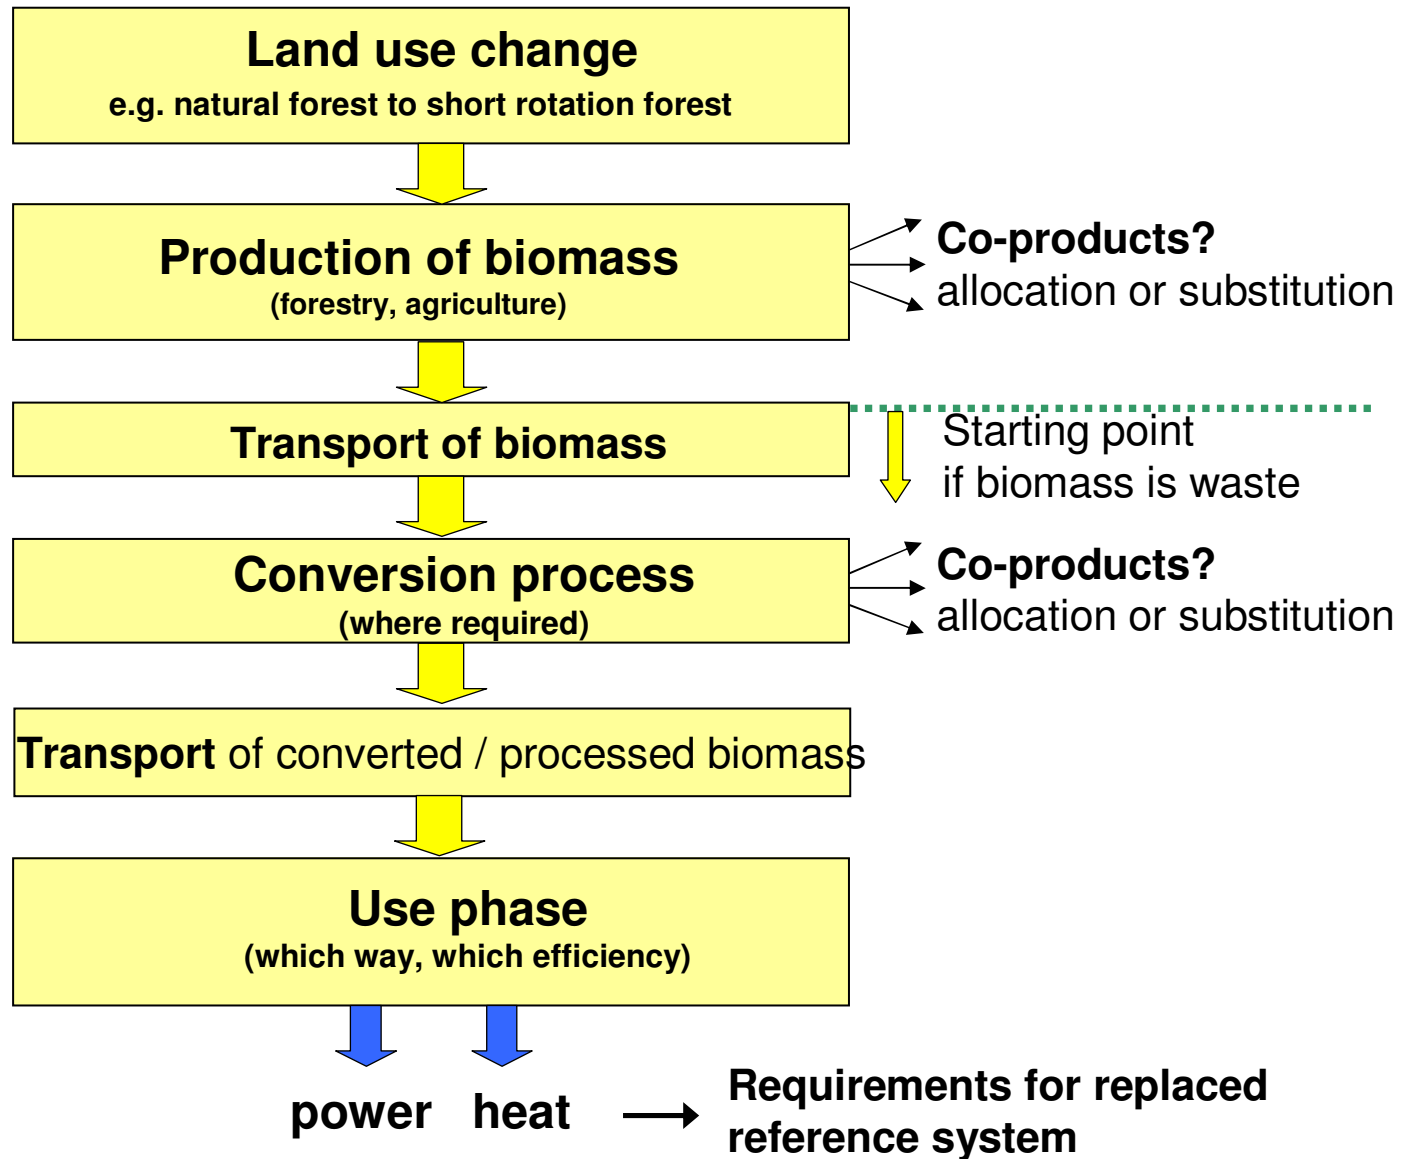 Land use change
e.g. natural forest to short rotation forest
Production of biomass
(forestry, agriculture)
Co-products?
allocation or substitution
Transport of biomass
Starting point
if biomass is waste
Conversion process
(where required)
Co-products?
allocation or substitution
Transport of converted / processed biomass
Use phase
(which way, which efficiency)
power heat
Requirements for replaced
reference system